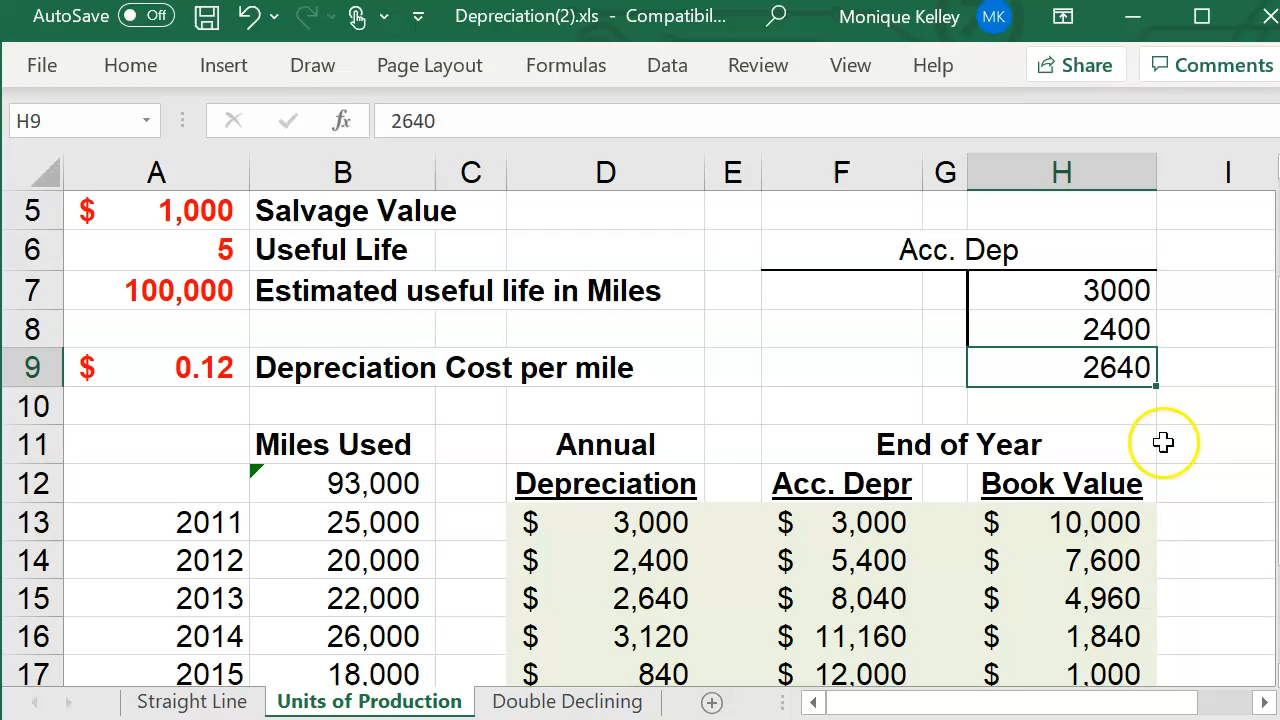 AutoSave Off Depreciation(2).xls - Compatibil... Monique Kelley MK
File Home Insert Draw Page Layout Formulas Data Review View Help Share Comments
H9 fx 2640
A B C D E F G H I
5 $ 1,000 Salvage Value
6 5 Useful Life Acc. Dep
7 100,000 Estimated useful life in Miles 3000
8 2400
9 $ 0.12 Depreciation Cost per mile 2640
10
11 Miles Used Annual End of Year
12 93,000 Depreciation Acc. Depr Book Value
13 2011 25,000 $ 3,000 $ 3,000 $ 10,000
14 2012 20,000 $ 2,400 $ 5,400 $ 7,600
15 2013 22,000 $ 2,640 $ 8,040 $ 4,960
16 2014 26,000 $ 3,120 $ 11,160 $ 1,840
17 2015 18,000 $ 840 $ 12,000 $ 1,000
Straight Line Units of Production Double Declining